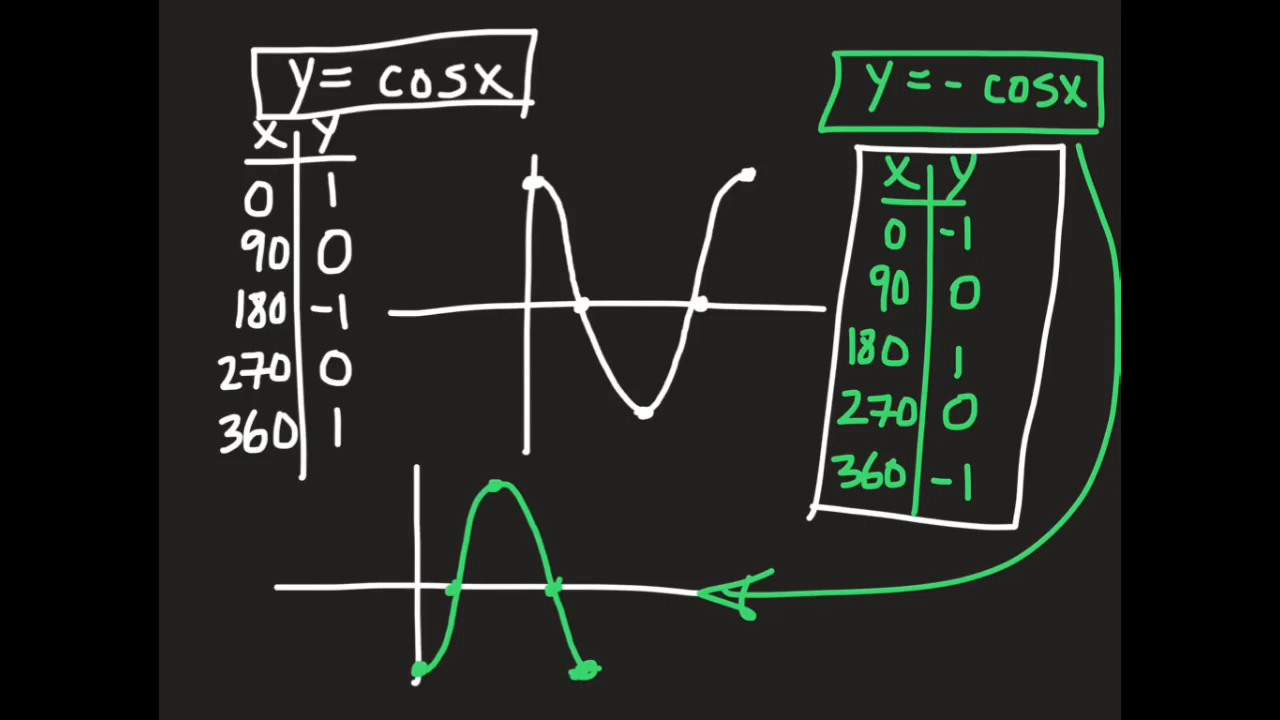 y = cosx
x y
0 1
90 0
180 -1
270 0
360 1
y = - cosx
x y
0 -1
90 0
180 1
270 0
360 -1